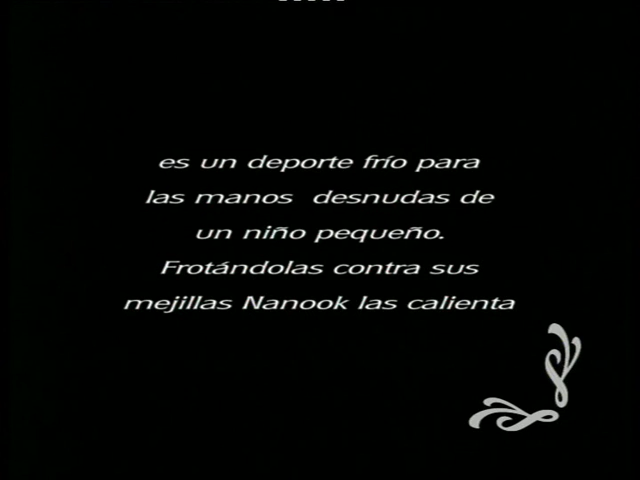 es un deporte frío para
las manos desnudas de
un niño pequeño.
Frotándolas contra sus
mejillas Nanook las calienta